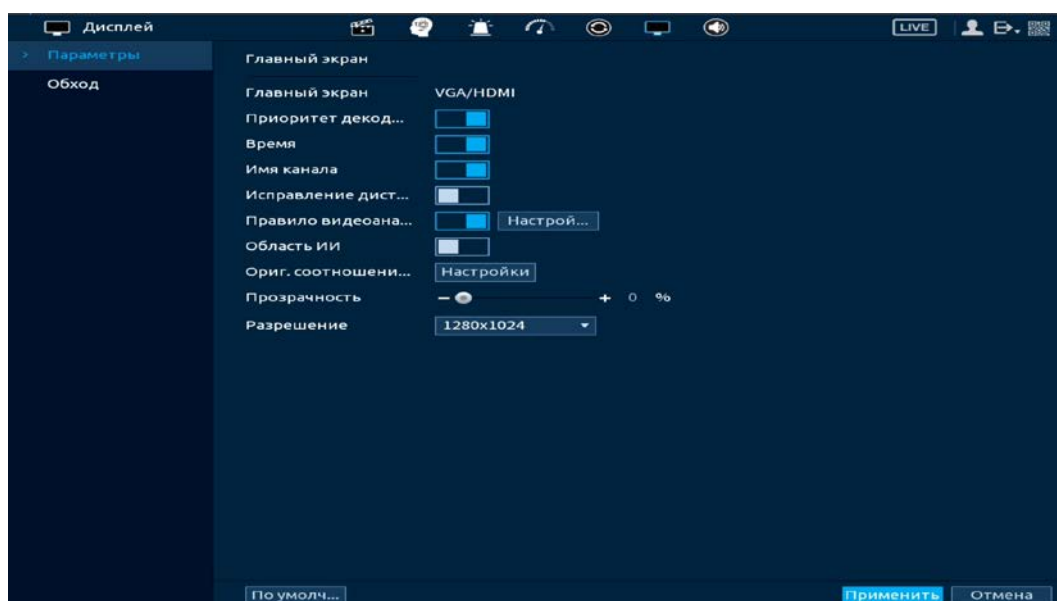 Дисплей LIVE
Параметры
Обход
Главный экран
Главный экран VGA/HDMI
Приоритет декод...
Время
Имя канала
Исправление дист...
Правило видеоана... Настрой...
Область ИИ
Ориг. соотношени... Настройки
Прозрачность − + 0 %
Разрешение 1280x1024
По умолч... Применить Отмена